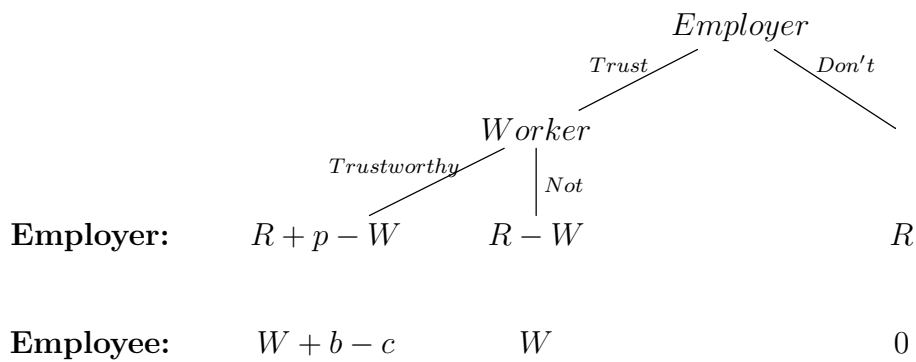 Employer
Trust Don't
Worker
Trustworthy Not
Employer: R + p − W R − W R
Employee: W + b − c W 0